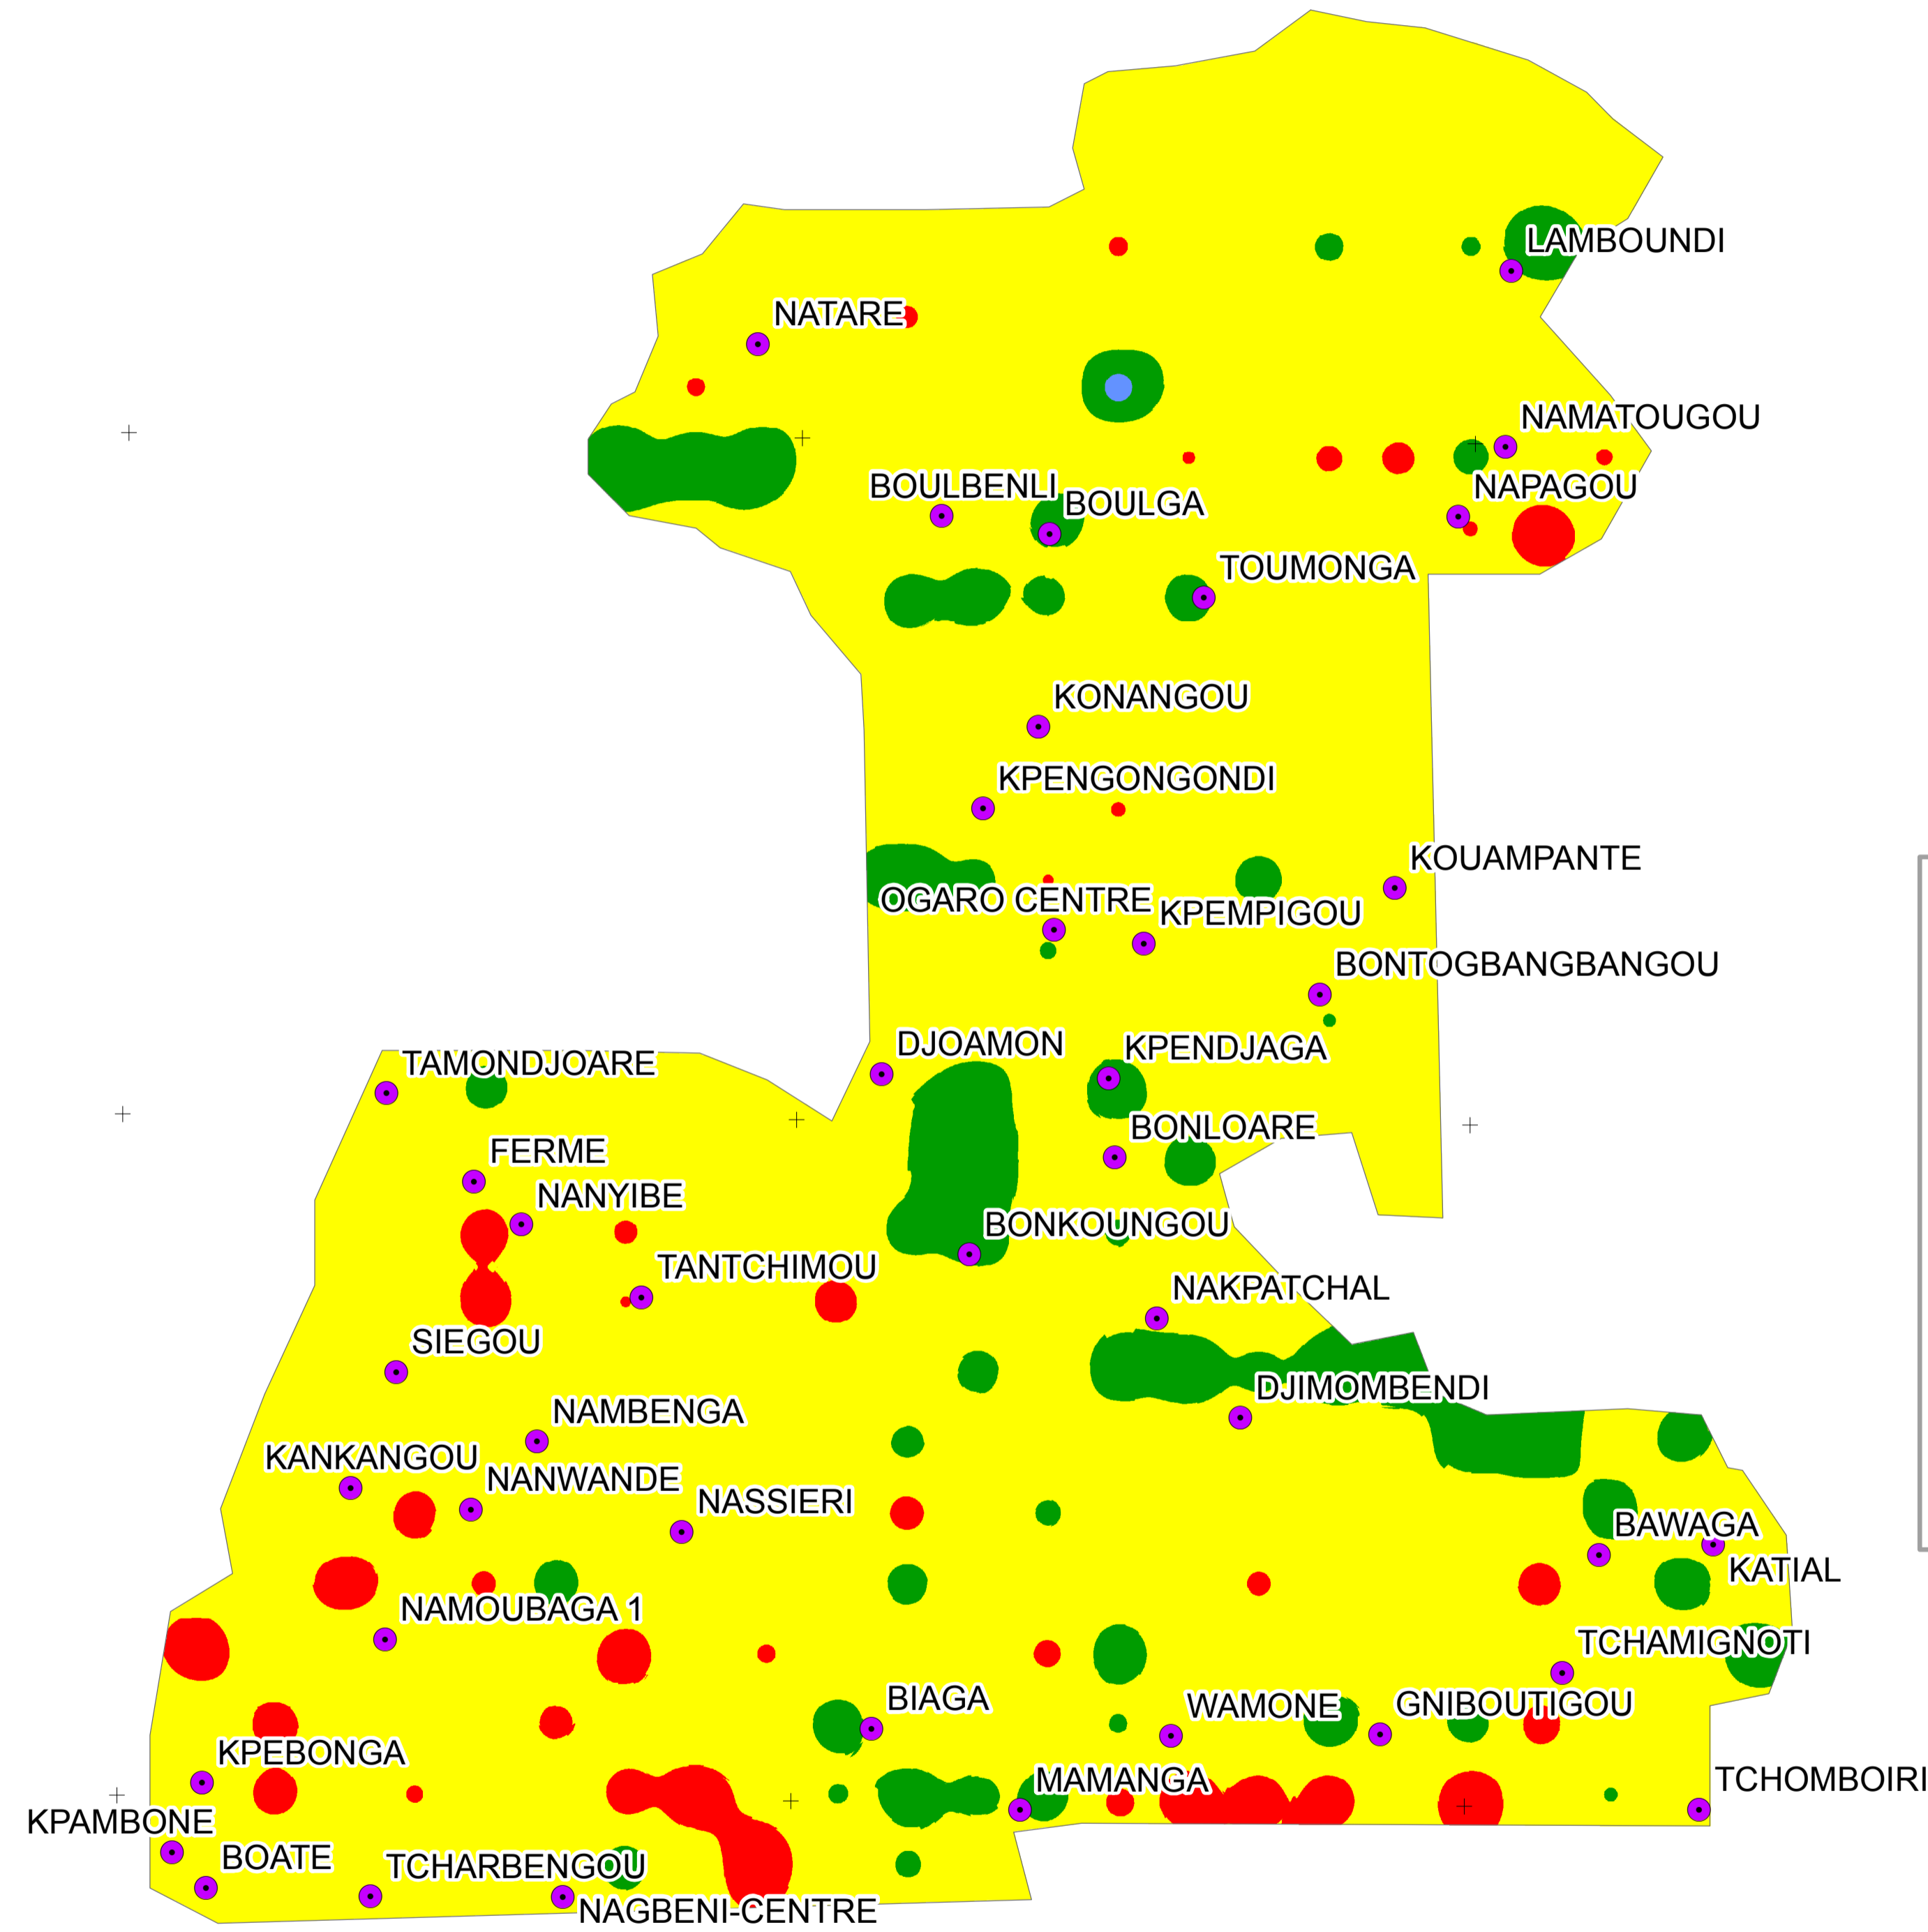 LAMBOUNDI
NATARE
NAMATOUGOU
BOULBENLI
BOULGA
NAPAGOU
TOUMONGA
KONANGOU
KPENGONGONDI
KOUAMPANTE
OGARO CENTRE
KPEMPIGOU
BONTOGBANGBANGOU
DJOAMON
KPENDJAGA
TAMONDJOARE
BONLOARE
FERME
NANYIBE
BONKOUNGOU
TANTCHIMOU
NAKPATCHAL
SIEGOU
DJIMOMBENDI
NAMBENGA
KANKANGOU
NANWANDE
NASSIERI
BAWAGA
KATIAL
NAMOUBAGA 1
TCHAMIGNOTI
BIAGA
WAMONE
GNIBOUTIGOU
KPEBONGA
MAMANGA
TCHOMBOIRI
KPAMBONE
BOATE
TCHARBENGOU
NAGBENI-CENTRE